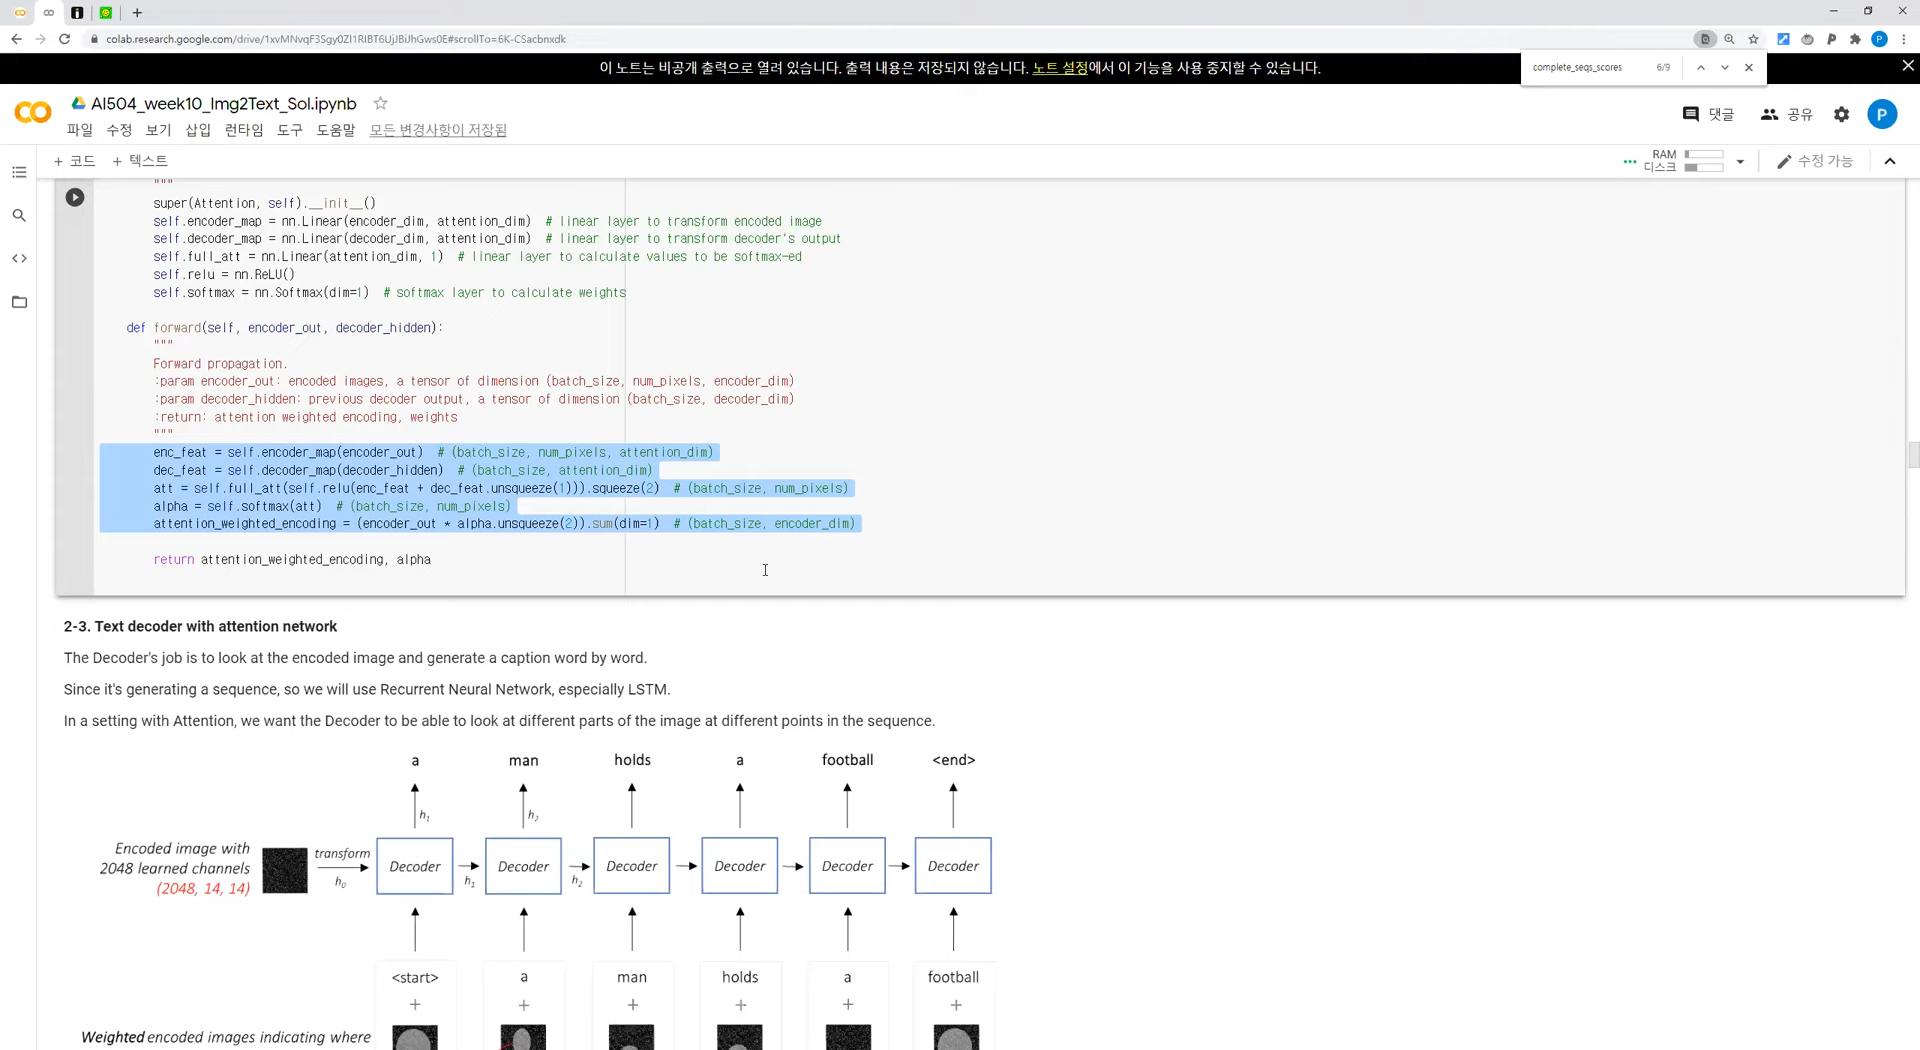 colab.research.google.com/drive/1xvMNvqF3Sgy0Zl1RIBT6UjJBiJhGws0E#scrollTo=6K-CSacbnxdk
이 노트는 비공개 출력으로 열려 있습니다. 출력 내용은 저장되지 않습니다. 노트 설정에서 이 기능을 사용 중지할 수 있습니다.
complete_seqs_scores 6/9
AI504_week10_Img2Text_Sol.ipynb
댓글 공유 P
파일 수정 보기 삽입 런타임 도구 도움말 모든 변경사항이 저장됨
+ 코드 + 텍스트
RAM
디스크
수정 가능
"""
super(Attention, self).__init__()
self.encoder_map = nn.Linear(encoder_dim, attention_dim) # linear layer to transform encoded image
self.decoder_map = nn.Linear(decoder_dim, attention_dim) # linear layer to transform decoder's output
self.full_att = nn.Linear(attention_dim, 1) # linear layer to calculate values to be softmax-ed
self.relu = nn.ReLU()
self.softmax = nn.Softmax(dim=1) # softmax layer to calculate weights
def forward(self, encoder_out, decoder_hidden):
"""
Forward propagation.
:param encoder_out: encoded images, a tensor of dimension (batch_size, num_pixels, encoder_dim)
:param decoder_hidden: previous decoder output, a tensor of dimension (batch_size, decoder_dim)
:return: attention weighted encoding, weights
"""
enc_feat = self.encoder_map(encoder_out) # (batch_size, num_pixels, attention_dim)
dec_feat = self.decoder_map(decoder_hidden) # (batch_size, attention_dim)
att = self.full_att(self.relu(enc_feat + dec_feat.unsqueeze(1))).squeeze(2) # (batch_size, num_pixels)
alpha = self.softmax(att) # (batch_size, num_pixels)
attention_weighted_encoding = (encoder_out * alpha.unsqueeze(2)).sum(dim=1) # (batch_size, encoder_dim)
return attention_weighted_encoding, alpha
2-3. Text decoder with attention network
The Decoder's job is to look at the encoded image and generate a caption word by word.
Since it's generating a sequence, so we will use Recurrent Neural Network, especially LSTM.
In a setting with Attention, we want the Decoder to be able to look at different parts of the image at different points in the sequence.
a man holds a football <end>
h1 h2
Encoded image with
2048 learned channels
(2048, 14, 14)
transform
h0
Decoder Decoder Decoder Decoder Decoder Decoder
h1 h2
<start> a man holds a football
+ + + + + +
Weighted encoded images indicating where